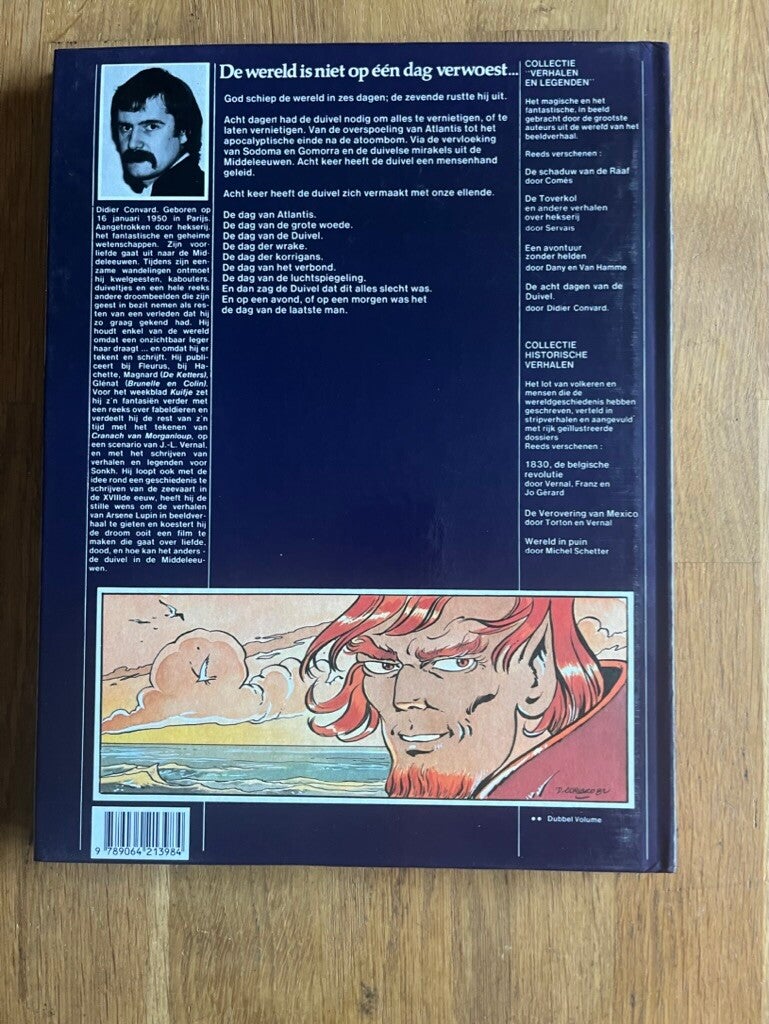 De wereld is niet op één dag verwoest...
God schiep de wereld in zes dagen; de zevende rustte hij uit.
Acht dagen had de duivel nodig om alles te vernietigen, of te
laten vernietigen. Van de overspoeling van Atlantis tot het
apocalyptische einde na de atoombom. Via de vervloeking
van Sodoma en Gomorra en de duivelse mirakels uit de
Middeleeuwen. Acht keer heeft de duivel een mensenhand
geleid.
Acht keer heeft de duivel zich vermaakt met onze ellende.
De dag van Atlantis.
De dag van de grote woede.
De dag van de Duivel.
De dag der wrake.
De dag der korrigans.
De dag van het verbond.
De dag van de luchtspiegeling.
En dan zag de Duivel dat dit alles slecht was.
En op een avond, of op een morgen was het
de dag van de laatste man.
Didier Convard. Geboren op
16 januari 1950 in Parijs.
Aangetrokken door hekserij,
het fantastische en geheime
wetenschappen. Zijn voor-
liefde gaat uit naar de Mid-
deleeuwen. Tijdens zijn een-
zame wandelingen ontmoet
hij kwelgeesten, kabouters,
duiveltjes en een hele reeks
andere droombeelden die zijn
geest in bezit nemen als res-
ten van een verleden dat hij
zo graag gekend had. Hij
houdt enkel van de wereld
omdat een onzichtbaar leger
haar draagt ... en omdat hij er
tekent en schrijft. Hij publi-
ceert bij Fleurus, bij Ha-
chette, Magnard (De Ketters),
Glénat (Brunelle en Colin).
Voor het weekblad Kuifje zet
hij z'n fantasiën verder met
een reeks over fabeldieren en
verdeelt hij de rest van z'n
tijd met het tekenen van
Cranach van Morganloup, op
een scenario van J.-L. Vernal,
en met het schrijven van
verhalen en legenden voor
Sonkh. Hij loopt ook met de
idee rond een geschiedenis te
schrijven van de zeevaart in
de XVIIIde eeuw, heeft hij de
stille wens om de verhalen
van Arsene Lupin in beeldver-
haal te gieten en koestert hij
de droom ooit een film te
maken die gaat over liefde,
dood, en hoe kan het anders -
de duivel in de Middeleeu-
wen.
COLLECTIE
"VERHALEN
EN LEGENDEN"
Het magische en het
fantastische, in beeld
gebracht door de grootste
auteurs uit de wereld van het
beeldverhaal.
Reeds verschenen :
De schaduw van de Raaf
door Comès
De Toverkol
en andere verhalen
over hekserij
door Servais
Een avontuur
zonder helden
door Dany en Van Hamme
De acht dagen van de
Duivel.
door Didier Convard.
COLLECTIE
HISTORISCHE
VERHALEN
Het lot van volkeren en
mensen die de
wereldgeschiedenis hebben
geschreven, verteld in
stripverhalen en aangevuld
met rijk geïllustreerde
dossiers
Reeds verschenen :
1830, de belgische
revolutie
door Vernal, Franz en
Jo Gérard
De Verovering van Mexico
door Torton en Vernal
Wereld in puin
door Michel Schetter
D. CONVARD 82
•• Dubbel Volume
9 789064 213984